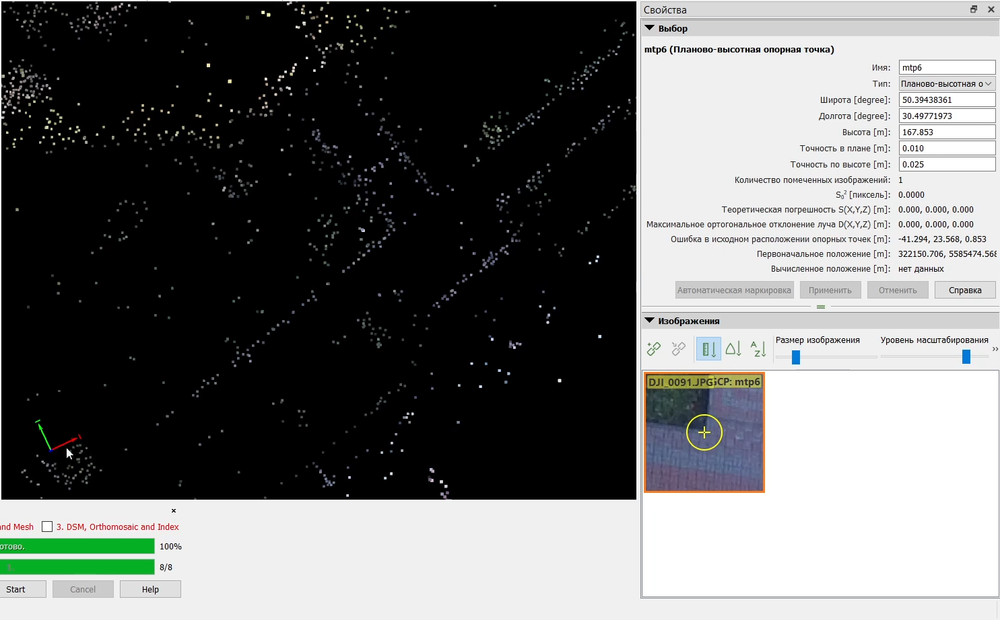 Свойства
Выбор
mtp6 (Планово-высотная опорная точка)
Имя: mtp6
Тип: Планово-высотная о
Широта [degree]: 50.39438361
Долгота [degree]: 30.49771973
Высота [m]: 167.853
Точность в плане [m]: 0.010
Точность по высоте [m]: 0.025
Количество помеченных изображений: 1
S₀² [пиксель]: 0.0000
Теоретическая погрешность S(X,Y,Z) [m]: 0.000, 0.000, 0.000
Максимальное ортогональное отклонение луча D(X,Y,Z) [m]: 0.000, 0.000, 0.000
Ошибка в исходном расположении опорных точек [m]: -41.294, 23.568, 0.853
Первоначальное положение [m]: 322150.706, 5585474.568
Вычисленное положение [m]: нет данных
Автоматическая маркировка Применить Отменить Справка
Изображения
Размер изображения Уровень масштабирования »
DJI_0091.JPG GCP: mtp6
nd Mesh 3. DSM, Orthomosaic and Index
отово. 100%
1. 8/8
Start Cancel Help